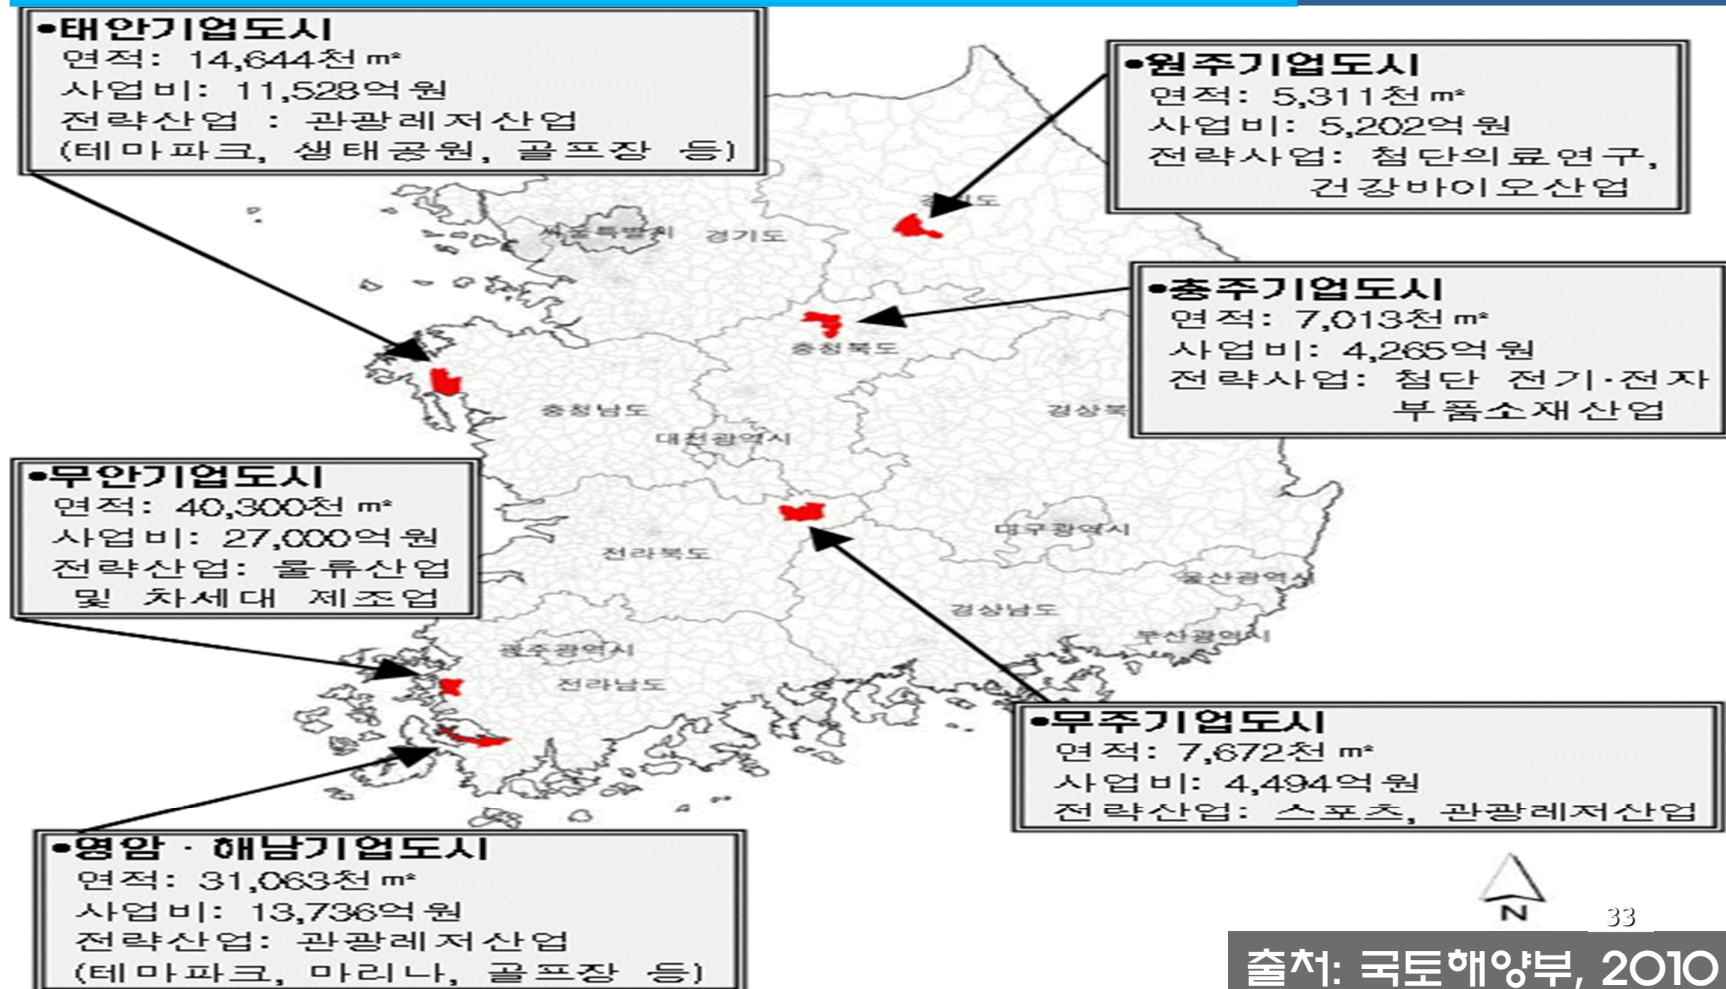 •태안기업도시
연적: 14,644천㎡
사업비: 11,528억원
전략산업 : 관광레저산업
(테마파크, 생태공원, 골프장 등)
•원주기업도시
연적: 5,311천㎡
사업비: 5,202억원
전략사업: 첨단의료연구,
건강바이오산업
•충주기업도시
연적: 7,013천㎡
사업비: 4,265억원
전략사업: 첨단 전기·전자
부품소재산업
•무안기업도시
연적: 40,300천㎡
사업비: 27,000억원
전략산업: 물류산업
및 차세대 제조업
•무주기업도시
연적: 7,672천㎡
사업비: 4,494억원
전략산업: 스포츠, 관광레저산업
•영암 · 해남기업도시
연적: 31,063천㎡
사업비: 13,736억원
전략산업: 관광레저산업
(테마파크, 마리나, 골프장 등)
서울특별시
경기도
충청북도
충청남도
대전광역시
경상북
전라북도
대구광역시
울산광역시
경상남도
부산광역시
광주광역시
전라남도
N
33
출처: 국토해양부, 2010